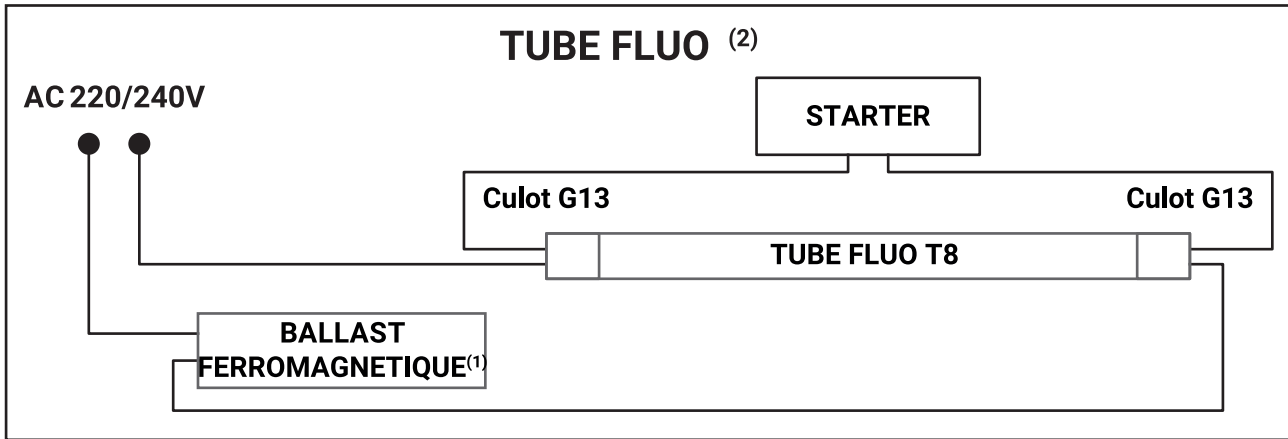 TUBE FLUO (2)
AC 220/240V
STARTER
Culot G13
Culot G13
TUBE FLUO T8
BALLAST
FERROMAGNETIQUE(1)